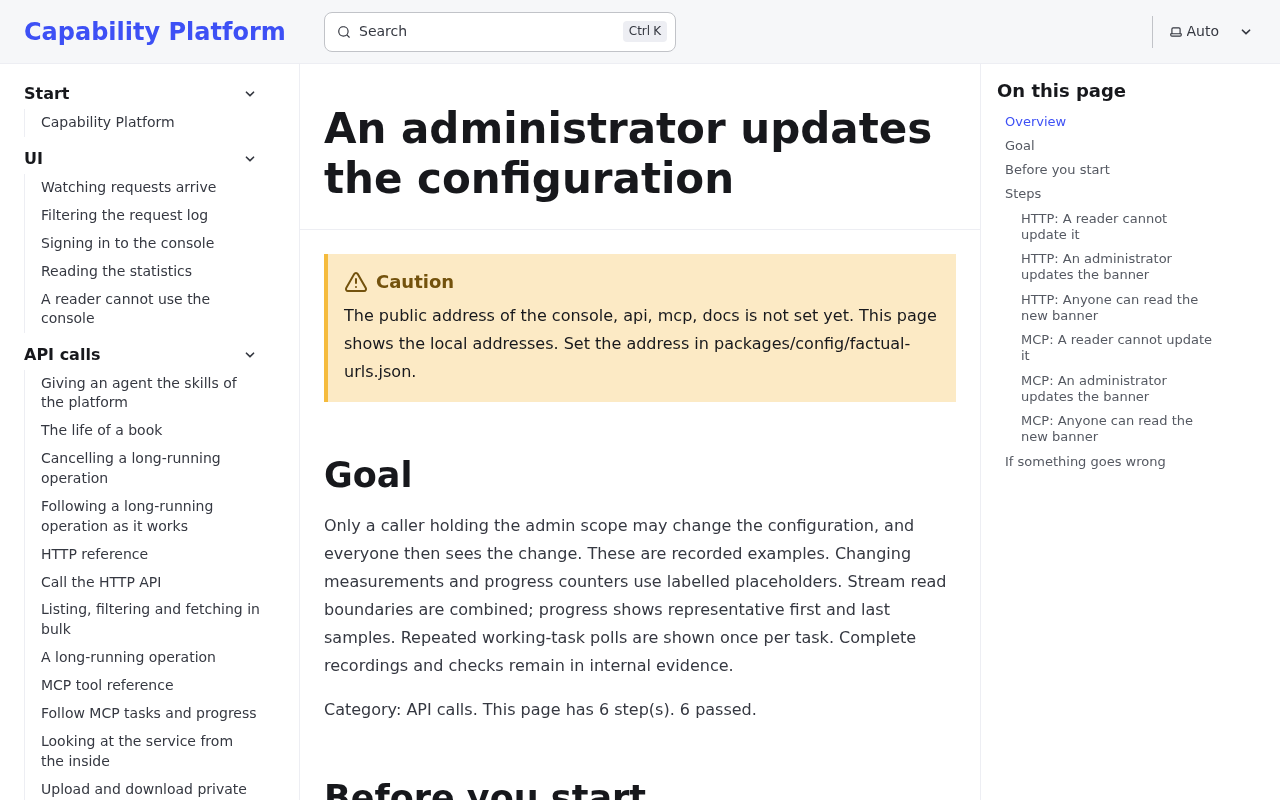 Capability Platform
Search
Ctrl K
Auto
Start
Capability Platform
UI
Watching requests arrive
Filtering the request log
Signing in to the console
Reading the statistics
A reader cannot use the
console
API calls
Giving an agent the skills of
the platform
The life of a book
Cancelling a long-running
operation
Following a long-running
operation as it works
HTTP reference
Call the HTTP API
Listing, filtering and fetching in
bulk
A long-running operation
MCP tool reference
Follow MCP tasks and progress
Looking at the service from
the inside
Upload and download private
An administrator updates
the configuration
Caution
The public address of the console, api, mcp, docs is not set yet. This page
shows the local addresses. Set the address in packages/config/factual-
urls.json.
Goal
Only a caller holding the admin scope may change the configuration, and
everyone then sees the change. These are recorded examples. Changing
measurements and progress counters use labelled placeholders. Stream read
boundaries are combined; progress shows representative first and last
samples. Repeated working-task polls are shown once per task. Complete
recordings and checks remain in internal evidence.
Category: API calls. This page has 6 step(s). 6 passed.
Before you start
On this page
Overview
Goal
Before you start
Steps
HTTP: A reader cannot
update it
HTTP: An administrator
updates the banner
HTTP: Anyone can read the
new banner
MCP: A reader cannot update
it
MCP: An administrator
updates the banner
MCP: Anyone can read the
new banner
If something goes wrong